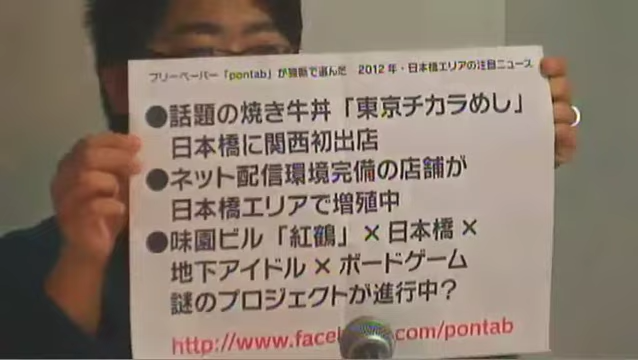 フリーペーパー「pontab」が独断で選んだ　2012年・日本橋エリアの注目ニュース
●話題の焼き牛丼「東京チカラめし」
日本橋に関西初出店
●ネット配信環境完備の店舗が
日本橋エリアで増殖中
●味園ビル「紅鶴」×日本橋×
地下アイドル×ボードゲーム
謎のプロジェクトが進行中?
http://www.facebook.com/pontab